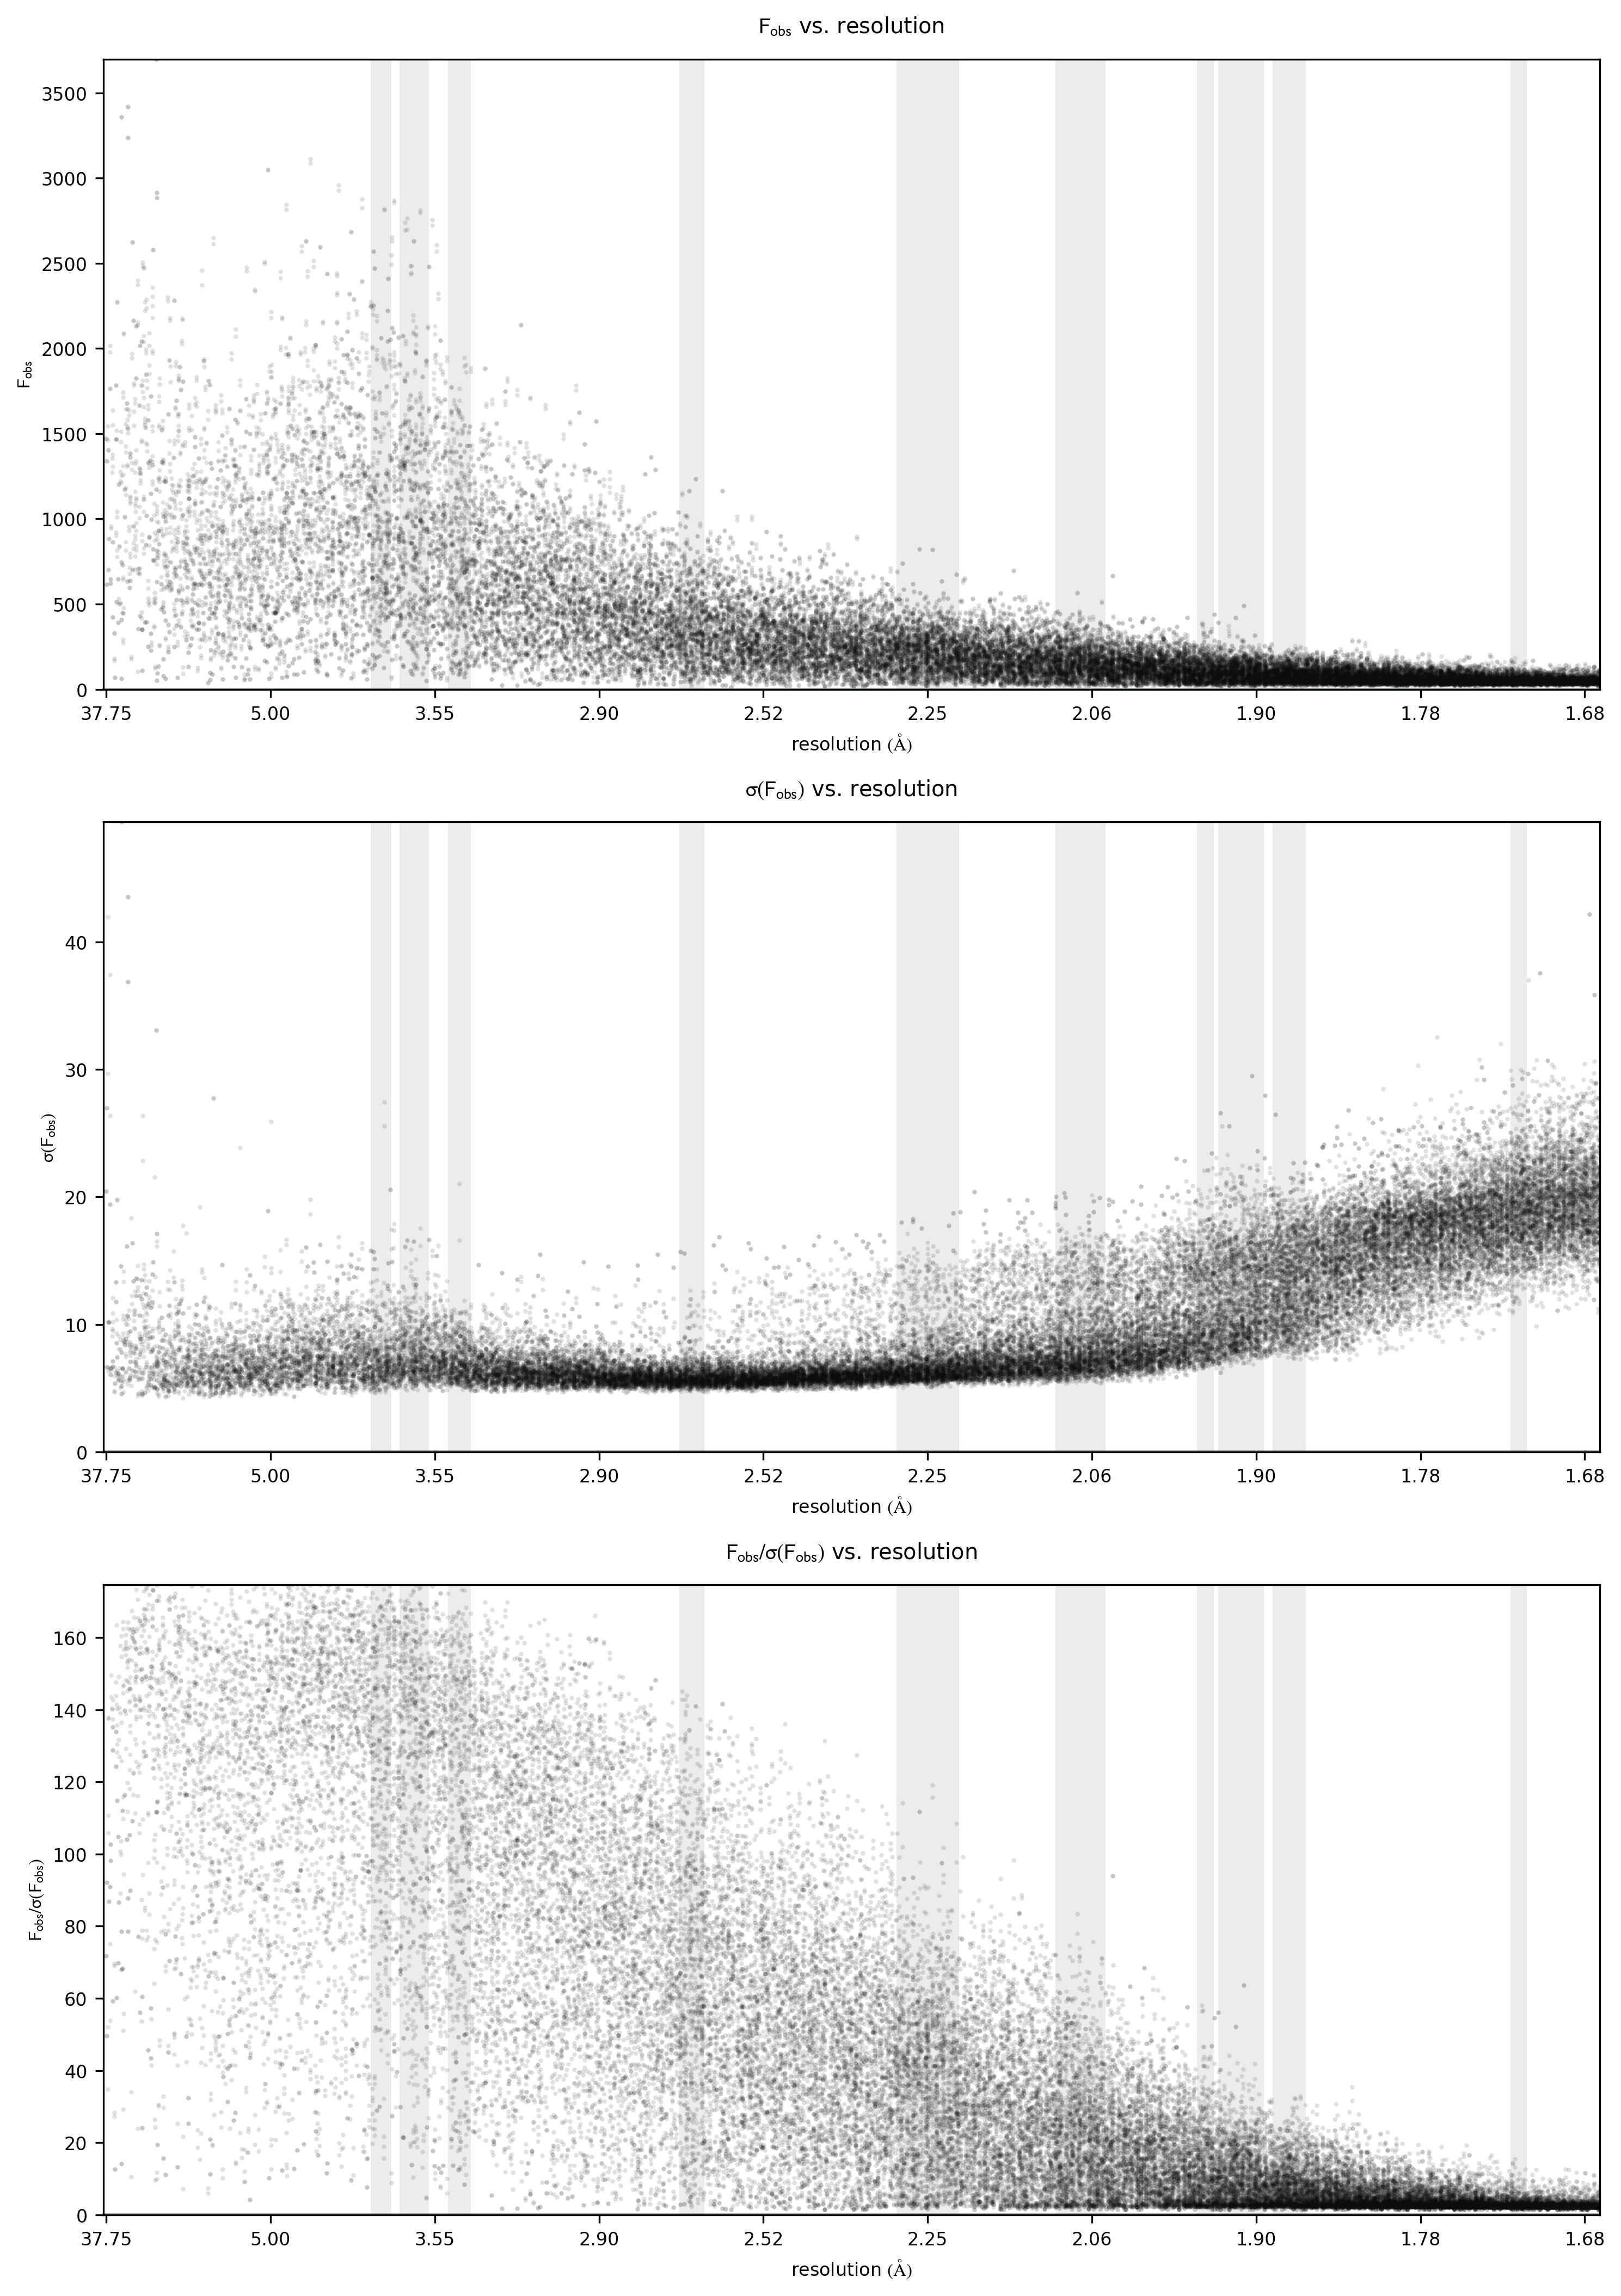 Fobs vs. resolution
3500
3000
2500
2000
1500
1000
500
0
Fobs
37.75 5.00 3.55 2.90 2.52 2.25 2.06 1.90 1.78 1.68
resolution (Å)
σ(Fobs) vs. resolution
40
30
20
10
0
σ(Fobs)
37.75 5.00 3.55 2.90 2.52 2.25 2.06 1.90 1.78 1.68
resolution (Å)
Fobs/σ(Fobs) vs. resolution
160
140
120
100
80
60
40
20
0
Fobs/σ(Fobs)
37.75 5.00 3.55 2.90 2.52 2.25 2.06 1.90 1.78 1.68
resolution (Å)